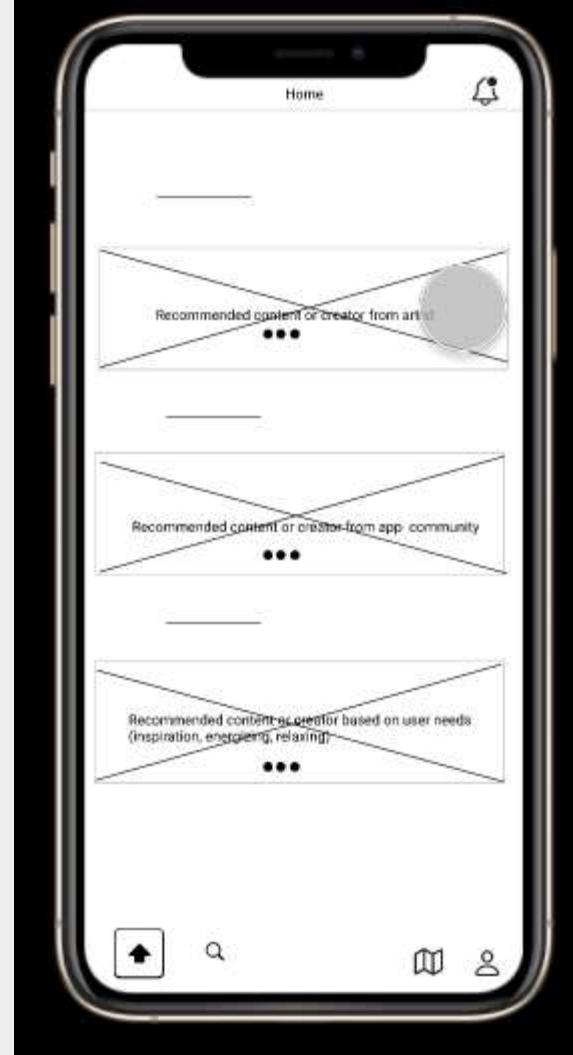 Home
Recommended content or creator from artist
Recommended content or creator from app community
Recommended content or creator based on user needs
(inspiration, energizing, relaxing)